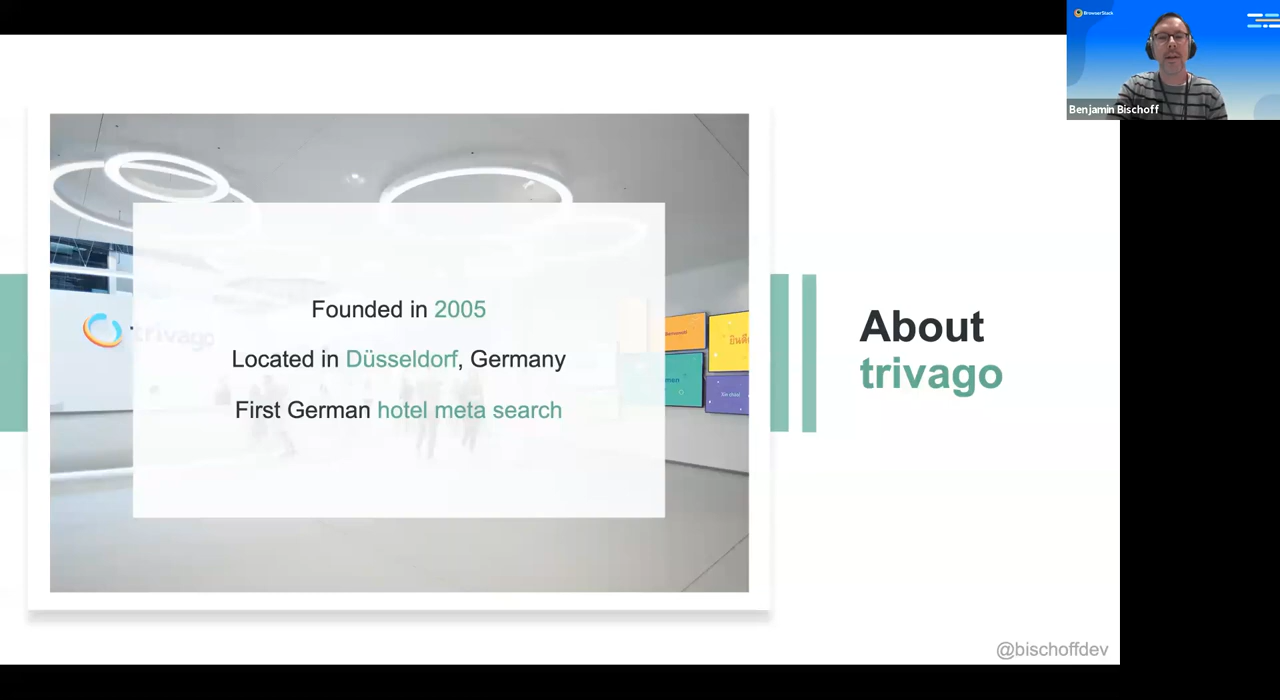 BrowserStack
Benjamin Bischoff
Founded in 2005
Located in Düsseldorf, Germany
First German hotel meta search
trivago
About
trivago
@bischoffdev